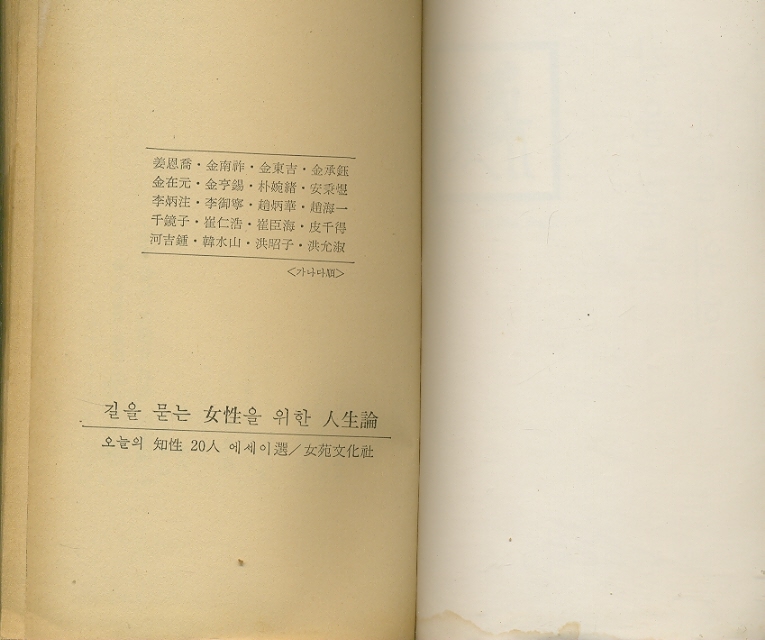 姜恩喬·金南祚·金東吉·金承鈺
金在元·金亨錫·朴婉緖·安秉煜
李炳注·李御寧·趙炳華·趙海一
千鏡子·崔仁浩·崔臣海·皮千得
河吉鍾·韓水山·洪昭子·洪允淑
<가나다順>
길을 묻는 女性을 위한 人生論
오늘의 知性 20人 에세이選/女苑文化社